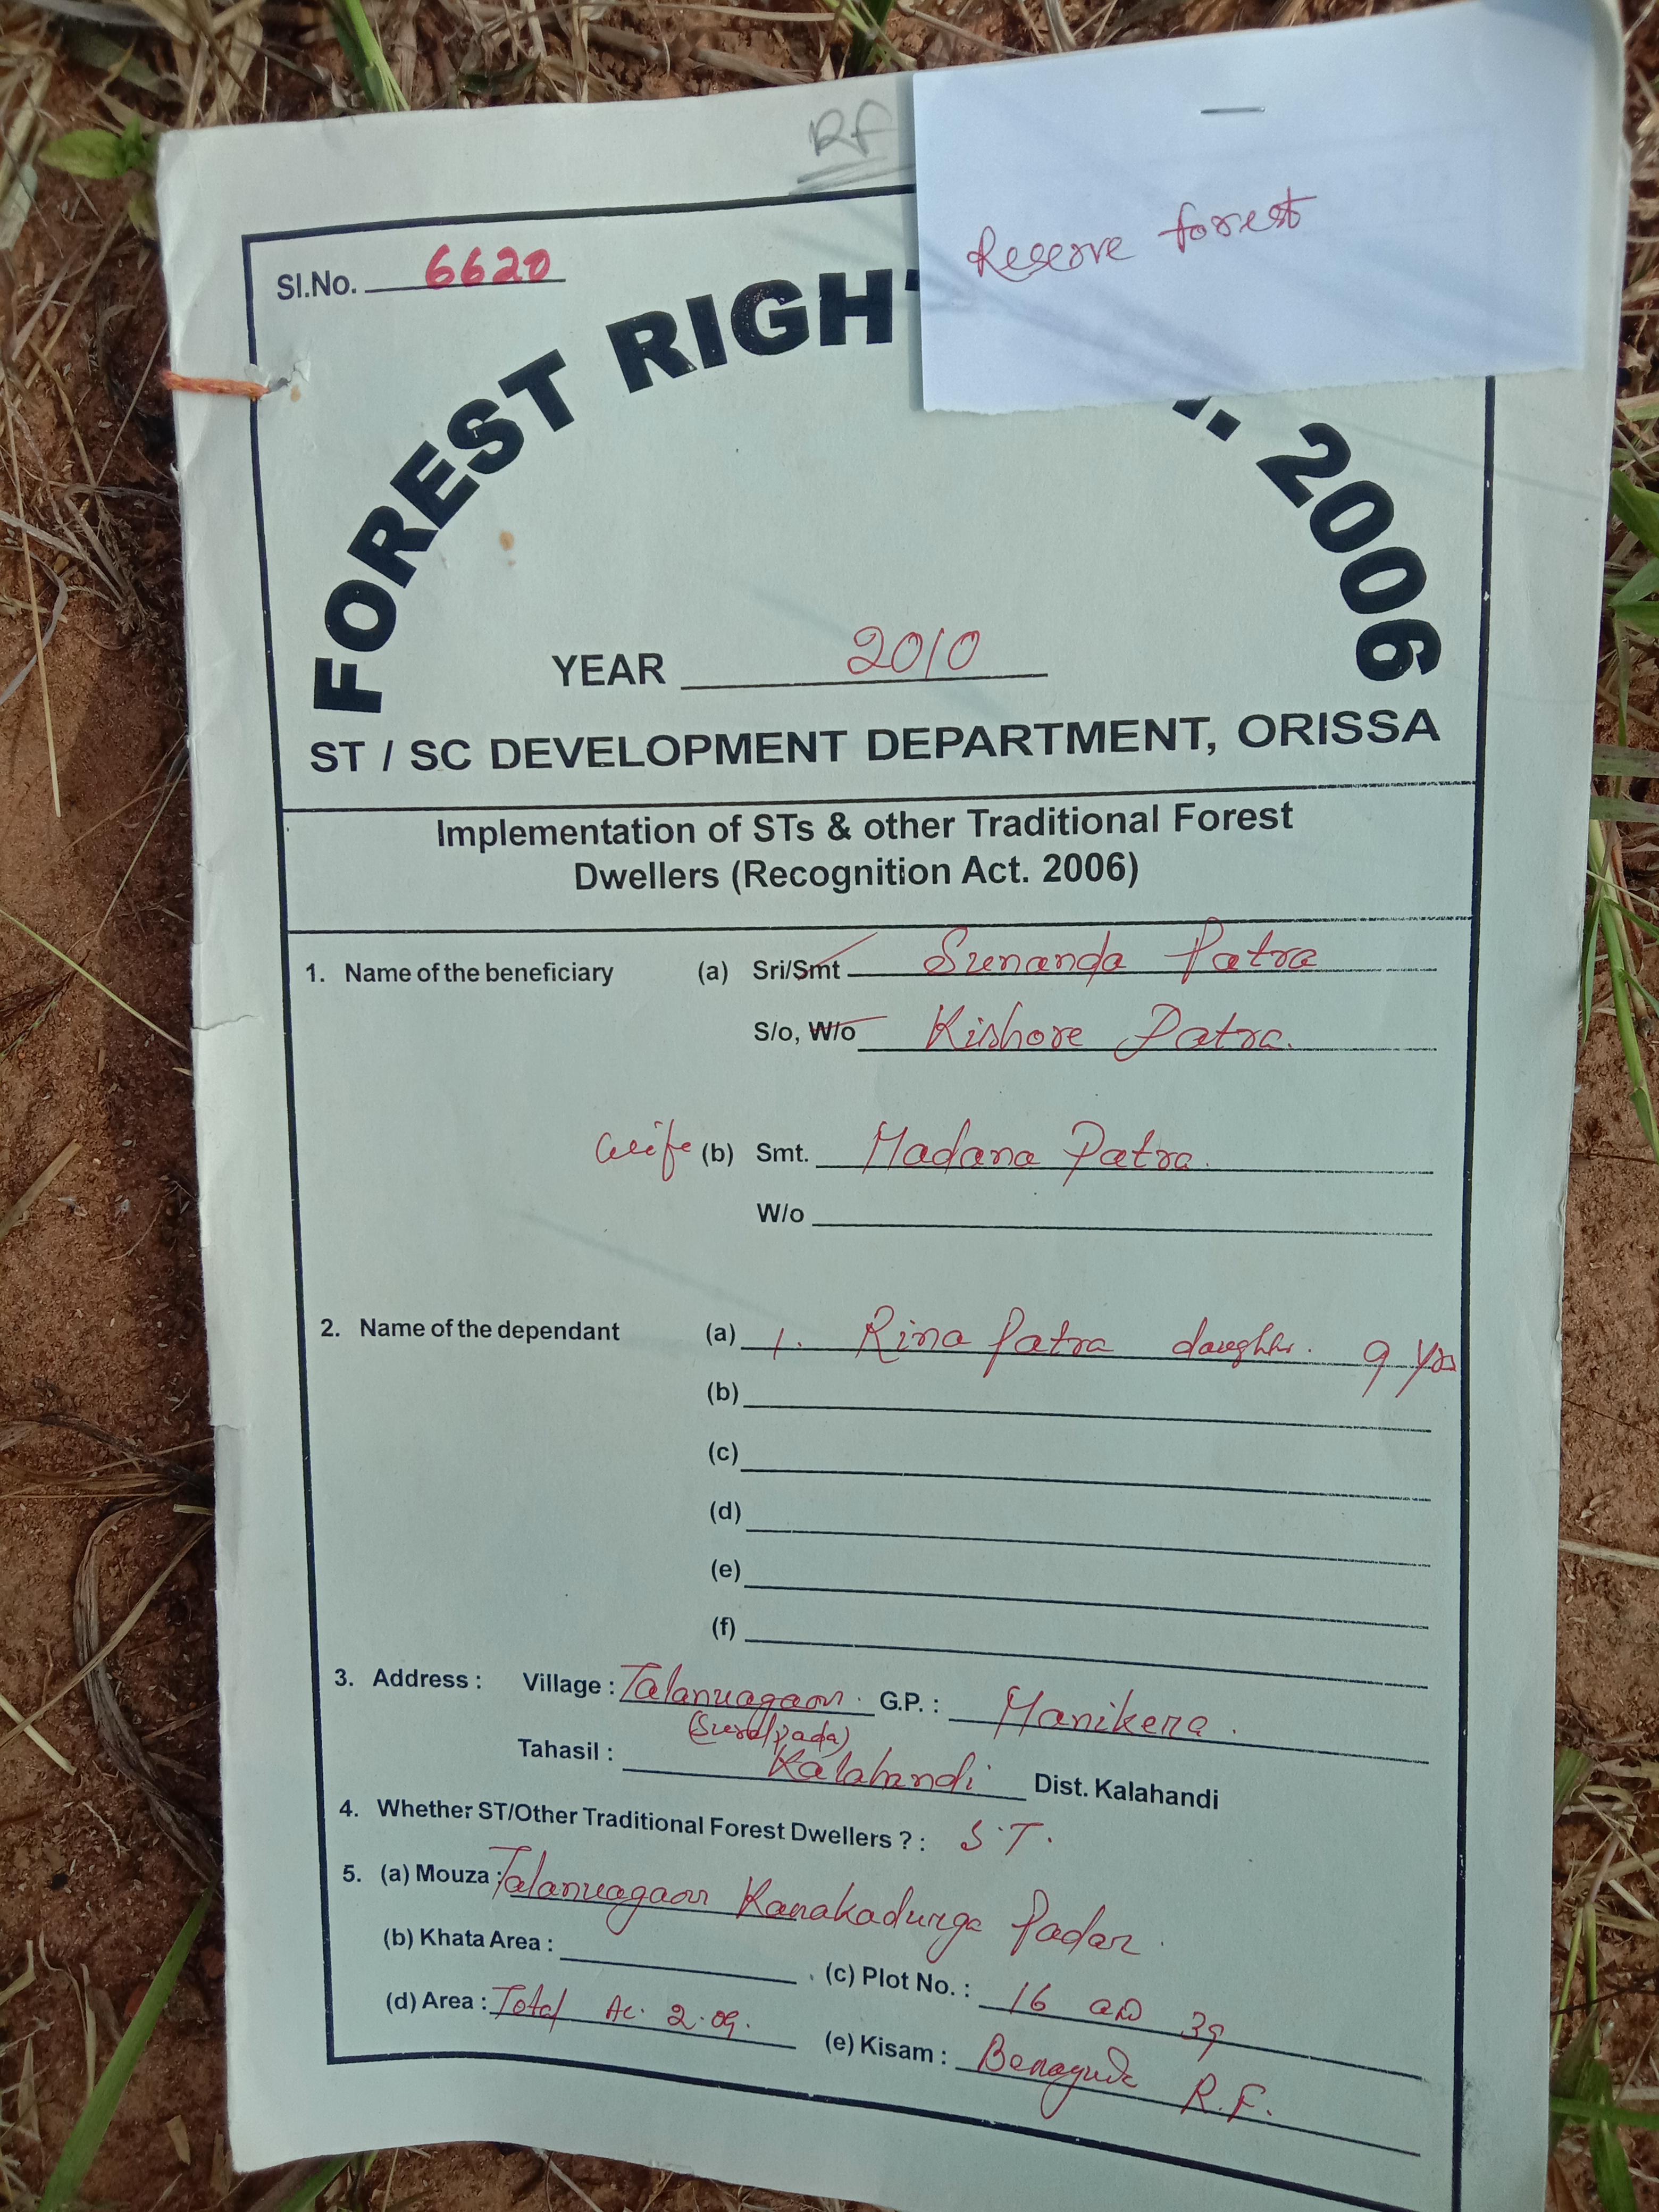 RF
Reserve forest
Sl.No. 6620
FOREST RIGHT . 2006
YEAR 2010
ST / SC DEVELOPMENT DEPARTMENT, ORISSA
Implementation of STs & other Traditional Forest
Dwellers (Recognition Act. 2006)
1. Name of the beneficiary (a) Sri/Smt Sunanda Patra
S/o, W/o Kishore Patra.
wife (b) Smt. Madana Patra.
W/o
2. Name of the dependant (a) 1. Rina Patra daughter. 9 yrs
(b)
(c)
(d)
(e)
(f)
3. Address : Village : Talanuagaon. G.P. : Manikera.
Tahasil : Kalahandi Dist. Kalahandi
4. Whether ST/Other Traditional Forest Dwellers ? : S.T.
5. (a) Mouza : Talanuagaon Kanakadurga Padar.
(b) Khata Area : . (c) Plot No. : 16 and 39
(d) Area : Total Ac. 2.09. (e) Kisam : R.F.